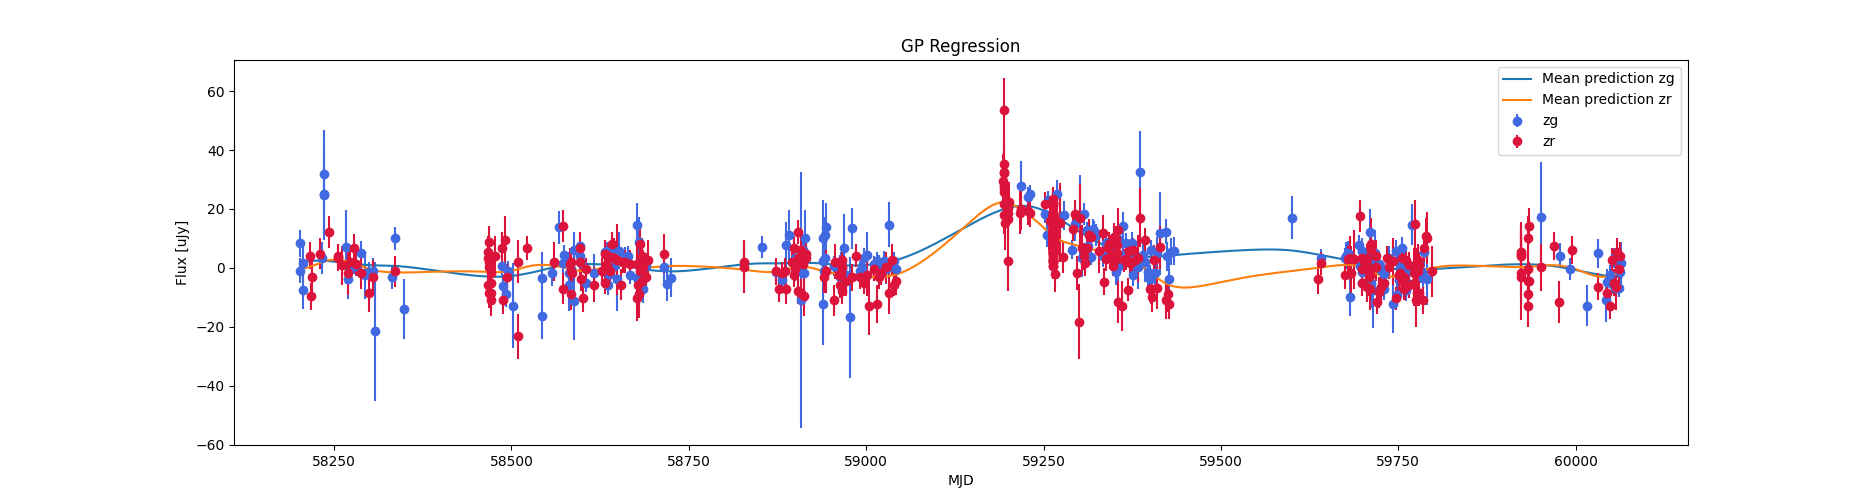 GP Regression
Flux [uJy]
60
40
20
0
−20
−40
−60
58250
58500
58750
59000
59250
59500
59750
60000
MJD
Mean prediction zg
Mean prediction zr
zg
zr